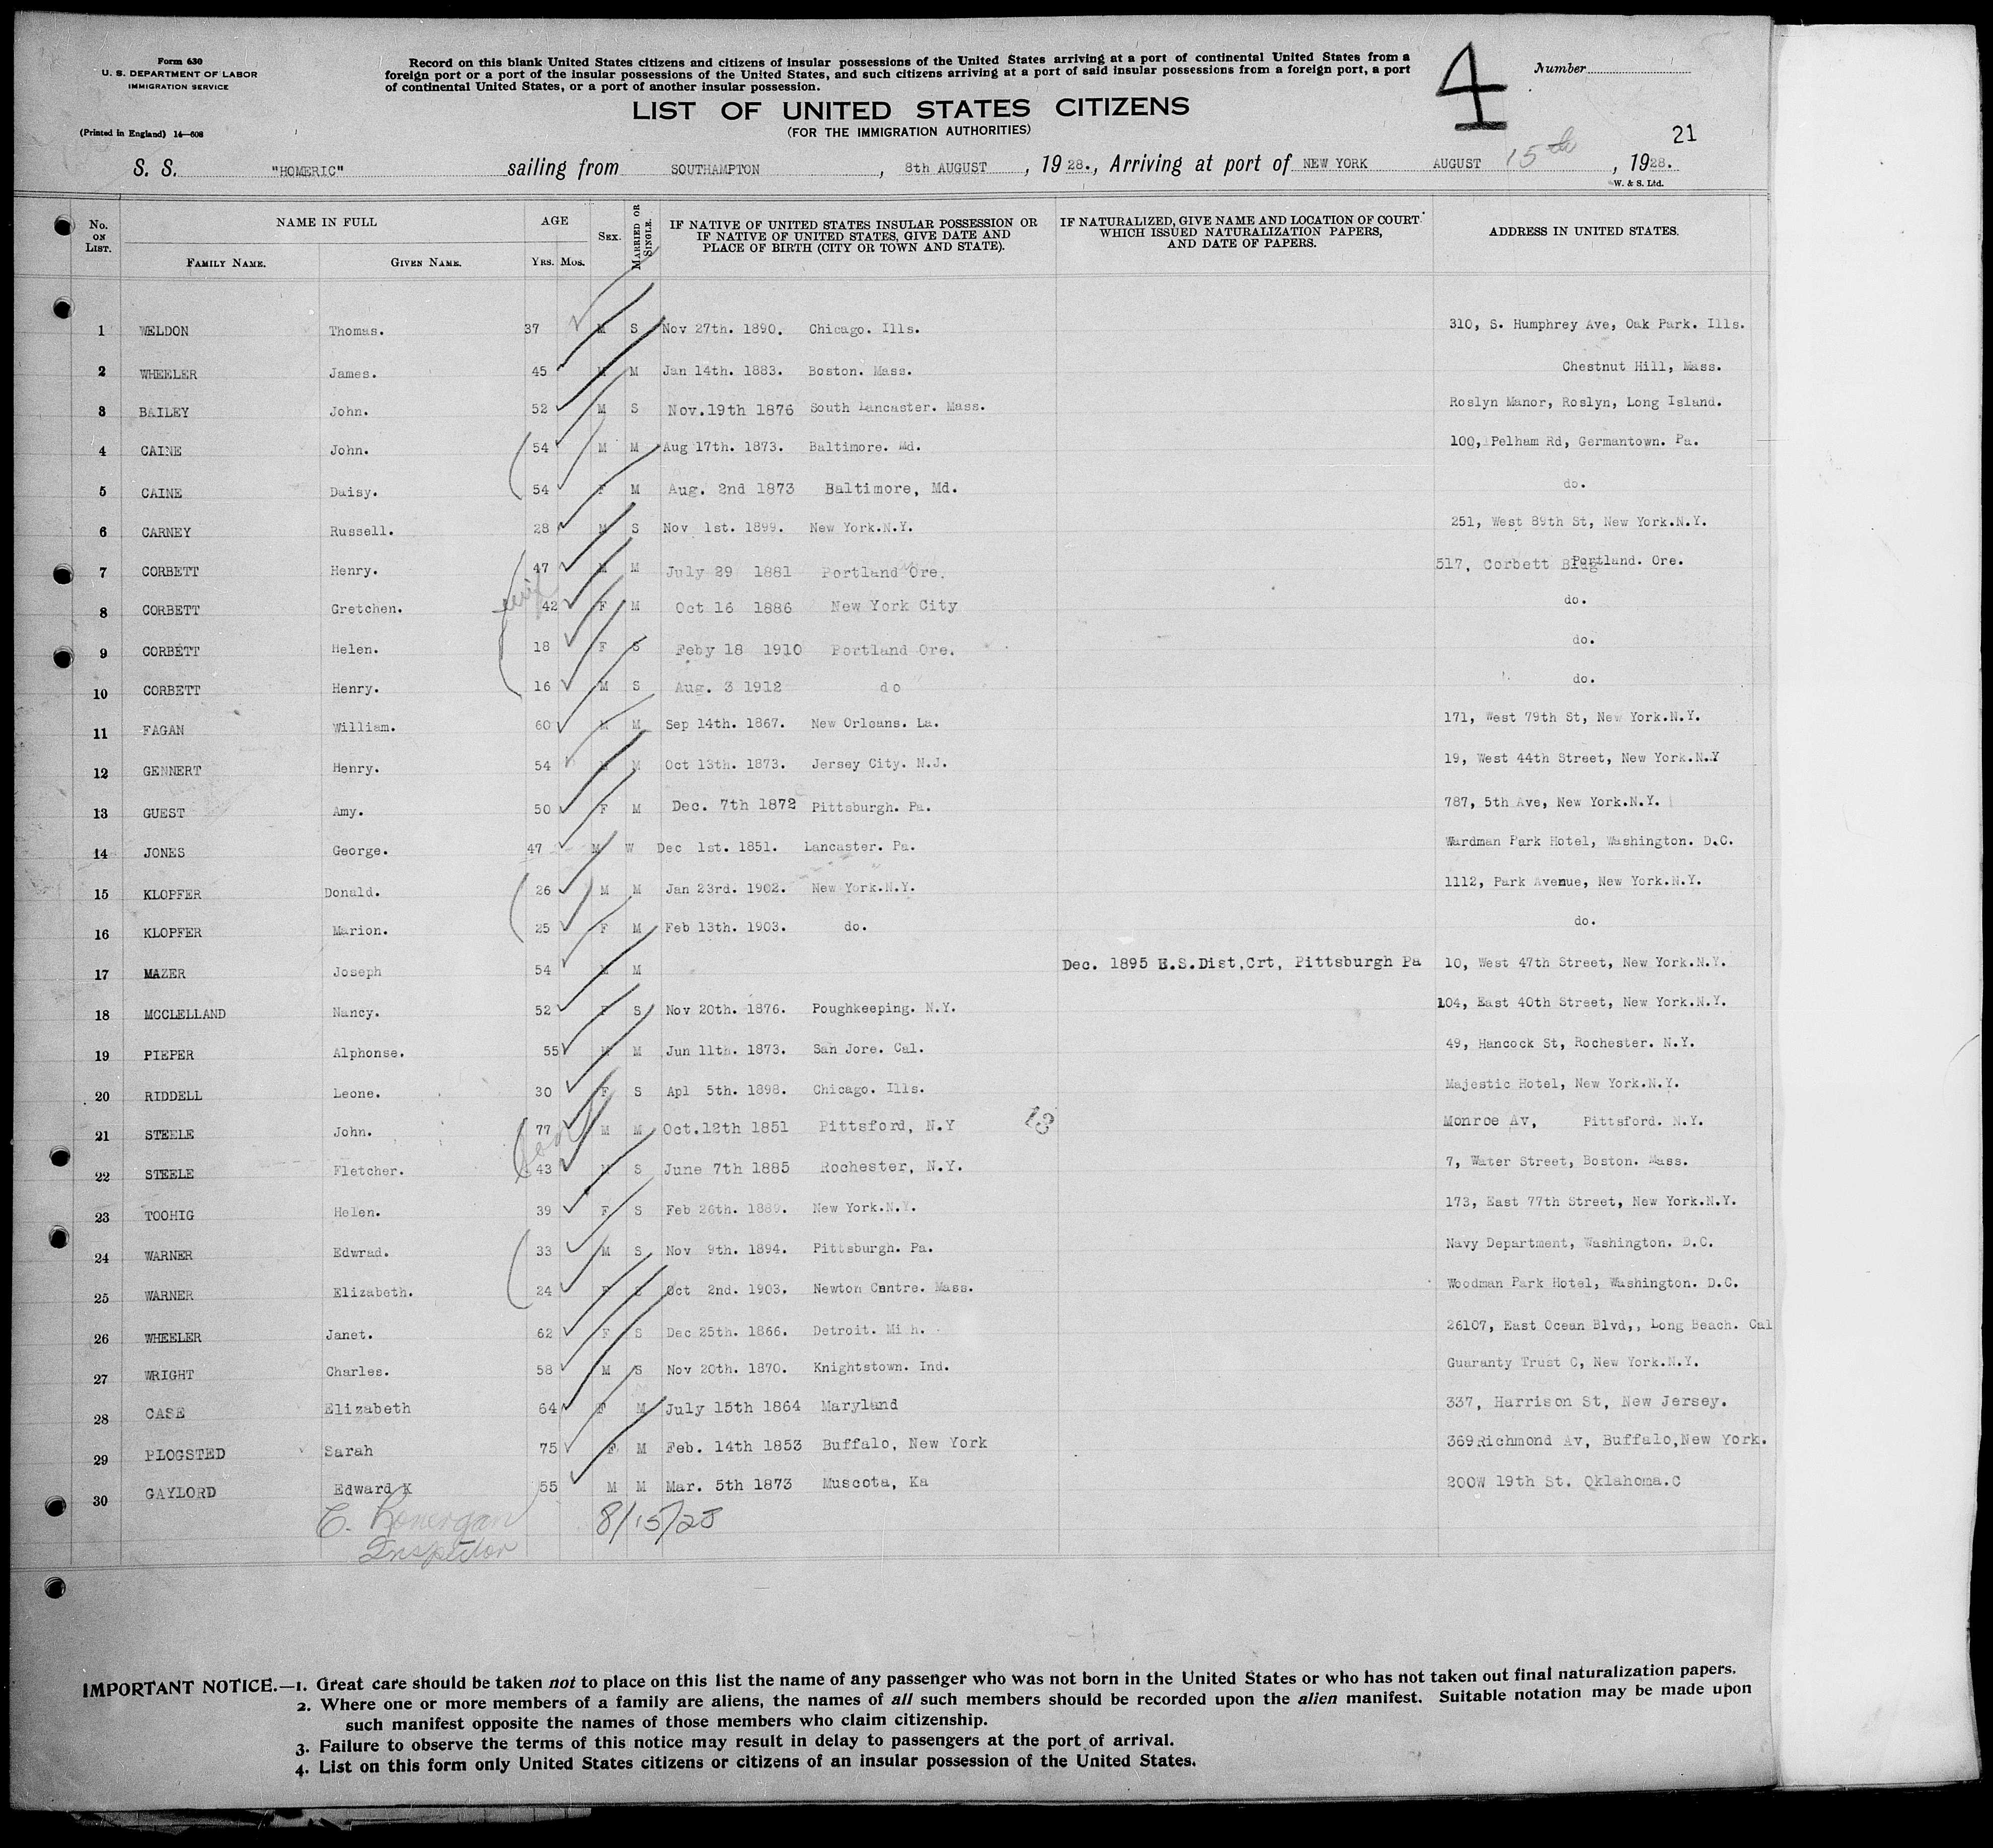 Form 630
U. S. DEPARTMENT OF LABOR
IMMIGRATION SERVICE
(Printed in England) 14—608
Record on this blank United States citizens and citizens of insular possessions of the United States arriving at a port of continental United States from a
foreign port or a port of the insular possessions of the United States, and such citizens arriving at a port of said insular possessions from a foreign port, a port
of continental United States, or a port of another insular possession.
4
Number
LIST OF UNITED STATES CITIZENS
(FOR THE IMMIGRATION AUTHORITIES)
21
S. S. "HOMERIC" sailing from SOUTHAMPTON, 8th AUGUST, 1928., Arriving at port of NEW YORK AUGUST 15th, 1928.
W. & S. Ltd.
No. ON LIST. NAME IN FULL AGE SEX. MARRIED OR SINGLE. IF NATIVE OF UNITED STATES INSULAR POSSESSION OR IF NATIVE OF UNITED STATES, GIVE DATE AND PLACE OF BIRTH (CITY OR TOWN AND STATE). IF NATURALIZED, GIVE NAME AND LOCATION OF COURT WHICH ISSUED NATURALIZATION PAPERS, AND DATE OF PAPERS. ADDRESS IN UNITED STATES.
FAMILY NAME. GIVEN NAME. YRS. MOS.
1 WELDON Thomas. 37 M S Nov 27th. 1890. Chicago. Ills. 310, S. Humphrey Ave, Oak Park. Ills.
2 WHEELER James. 45 M M Jan 14th. 1883. Boston. Mass. Chestnut Hill, Mass.
3 BAILEY John. 52 M S Nov.19th 1876 South Lancaster. Mass. Roslyn Manor, Roslyn, Long Island.
4 CAINE John. 54 M M Aug 17th. 1873. Baltimore. Md. 100, Pelham Rd, Germantown. Pa.
5 CAINE Daisy. 54 F M Aug. 2nd 1873 Baltimore, Md. do.
6 CARNEY Russell. 28 M S Nov 1st. 1899. New York.N.Y. 251, West 89th St, New York.N.Y.
7 CORBETT Henry. 47 M M July 29 1881 Portland Ore. 517, Corbett Bldg Portland. Ore.
8 CORBETT Gretchen. 42 F M Oct 16 1886 New York City do.
9 CORBETT Helen. 18 F S Feby 18 1910 Portland Ore. do.
10 CORBETT Henry. 16 M S Aug. 3 1912 do do.
11 FAGAN William. 60 M M Sep 14th. 1867. New Orleans. La. 171, West 79th St, New York.N.Y.
12 GENNERT Henry. 54 M M Oct 13th. 1873. Jersey City. N.J. 19, West 44th Street, New York.N.Y
13 GUEST Amy. 50 F M Dec. 7th 1872 Pittsburgh. Pa. 787, 5th Ave, New York.N.Y.
14 JONES George. 47 M W Dec 1st. 1851. Lancaster. Pa. Wardman Park Hotel, Washington. D.C.
15 KLOPFER Donald. 26 M M Jan 23rd. 1902. New York.N.Y. 1112, Park Avenue, New York.N.Y.
16 KLOPFER Marion. 25 F M Feb 13th. 1903. do. do.
17 MAZER Joseph 54 M M Dec. 1895 E.S.Dist,Crt, Pittsburgh Pa 10, West 47th Street, New York.N.Y.
18 MCCLELLAND Nancy. 52 F S Nov 20th. 1876. Poughkeeping. N.Y. 104, East 40th Street, New York.N.Y.
19 PIEPER Alphonse. 55 M M Jun 11th. 1873. San Jore. Cal. 49, Hancock St, Rochester. N.Y.
20 RIDDELL Leone. 30 F S Apl 5th. 1898. Chicago. Ills. Majestic Hotel, New York.N.Y.
21 STEELE John. 77 M M Oct.12th 1851 Pittsford, N.Y 13 Monroe Av, Pittsford. N.Y.
22 STEELE Fletcher. 43 M S June 7th 1885 Rochester, N.Y. 7, Water Street, Boston. Mass.
23 TOOHIG Helen. 39 F S Feb 26th. 1889. New York.N.Y. 173, East 77th Street, New York.N.Y.
24 WARNER Edwrad. 33 M S Nov 9th. 1894. Pittsburgh. Pa. Navy Department, Washington. D.C.
25 WARNER Elizabeth. 24 F S Oct 2nd. 1903. Newton Centre. Mass. Woodman Park Hotel, Washington. D.C.
26 WHEELER Janet. 62 F S Dec 25th. 1866. Detroit. Mi h. 26107, East Ocean Blvd,, Long Beach. Cal
27 WRIGHT Charles. 58 M S Nov 20th. 1870. Knightstown. Ind. Guaranty Trust C, New York.N.Y.
28 CASE Elizabeth 64 F M July 15th 1864 Maryland 337, Harrison St, New Jersey.
29 PLOGSTED Sarah 75 F M Feb. 14th 1853 Buffalo, New York 369Richmond Av, Buffalo,New York.
30 GAYLORD Edward K 55 M M Mar. 5th 1873 Muscota, Ka 200W 19th St. Oklahoma.C
C. Lonergan 8/15/28
Inspector
IMPORTANT NOTICE.—1. Great care should be taken not to place on this list the name of any passenger who was not born in the United States or who has not taken out final naturalization papers.
2. Where one or more members of a family are aliens, the names of all such members should be recorded upon the alien manifest. Suitable notation may be made upon
such manifest opposite the names of those members who claim citizenship.
3. Failure to observe the terms of this notice may result in delay to passengers at the port of arrival.
4. List on this form only United States citizens or citizens of an insular possession of the United States.